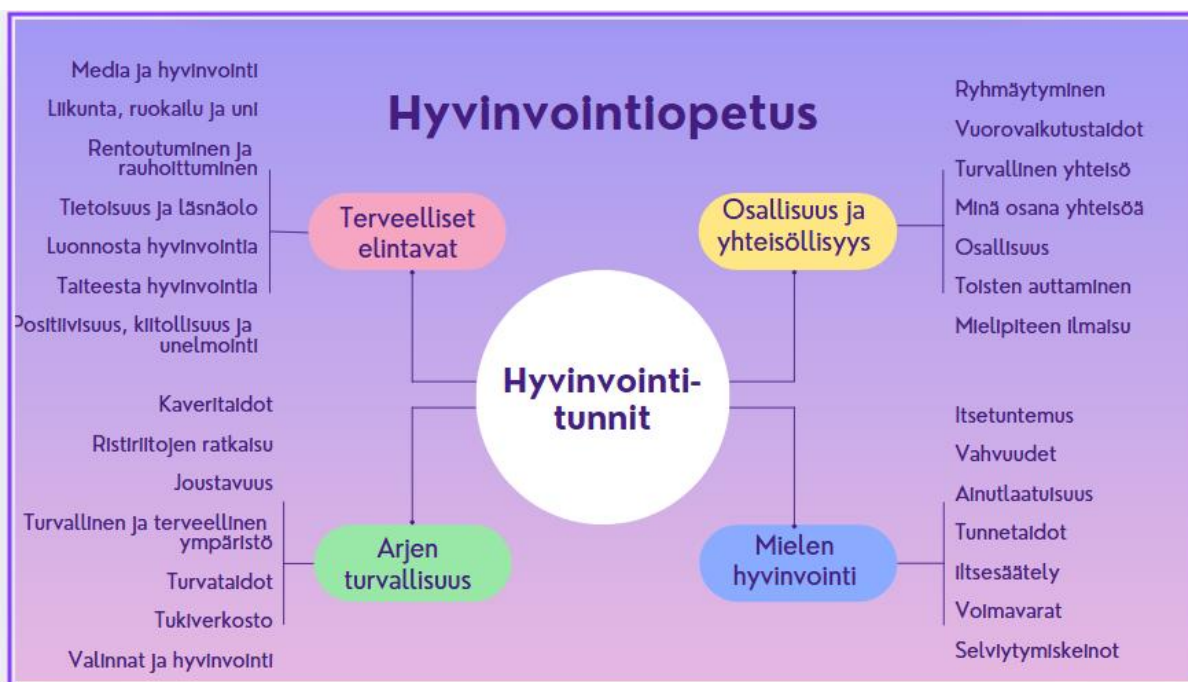 Hyvinvointiopetus
Media ja hyvinvointi
Liikunta, ruokailu ja uni
Rentoutuminen ja
rauhoittuminen
Tietoisuus ja läsnäolo
Luonnosta hyvinvointia
Taiteesta hyvinvointia
Positiivisuus, kiitollisuus ja
unelmointi
Terveelliset
elintavat
Osallisuus ja
yhteisöllisyys
Ryhmäytyminen
Vuorovaikutustaidot
Turvallinen yhteisö
Minä osana yhteisöä
Osallisuus
Toisten auttaminen
Mielipiteen ilmaisu
Hyvinvointi-
tunnit
Kaveritaidot
Ristiriitojen ratkaisu
Joustavuus
Turvallinen ja terveellinen
ympäristö
Turvataidot
Tukiverkosto
Valinnat ja hyvinvointi
Arjen
turvallisuus
Mielen
hyvinvointi
Itsetuntemus
Vahvuudet
Ainutlaatuisuus
Tunnetaidot
Iltsesäätely
Voimavarat
Selviytymiskeinot